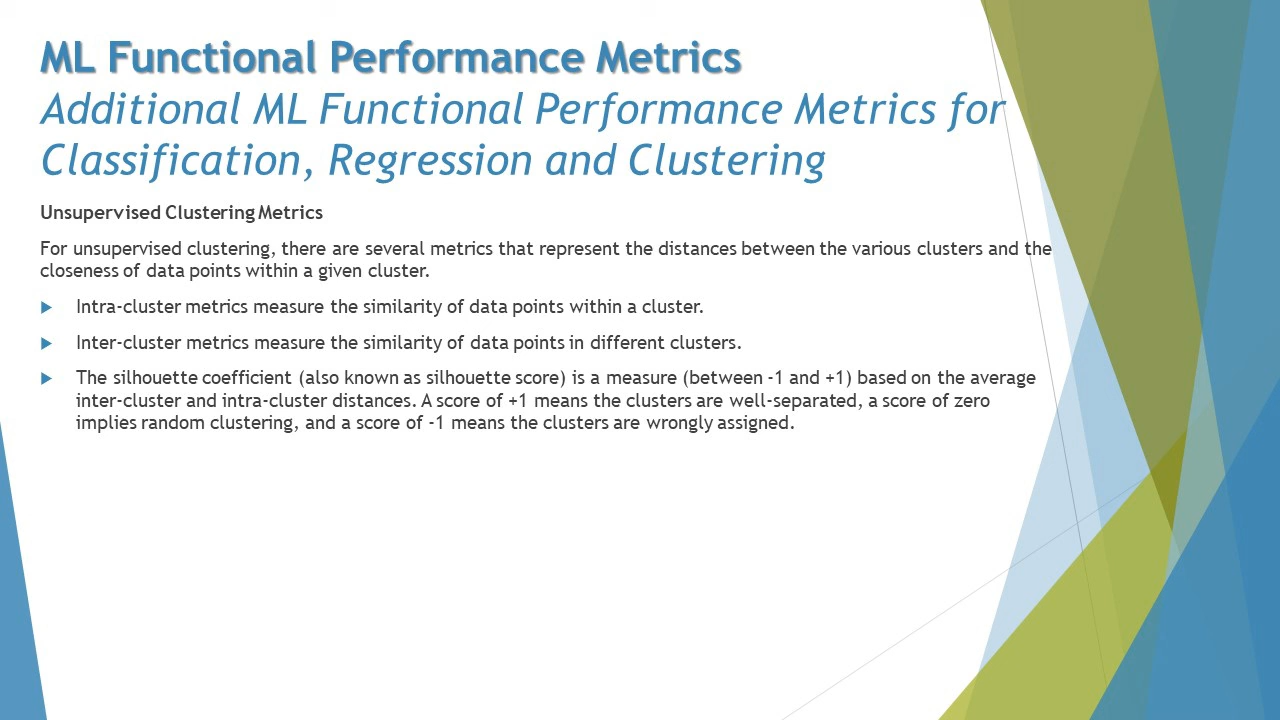 ML Functional Performance Metrics
Additional ML Functional Performance Metrics for
Classification, Regression and Clustering
Unsupervised Clustering Metrics
For unsupervised clustering, there are several metrics that represent the distances between the various clusters and the
closeness of data points within a given cluster.
Intra-cluster metrics measure the similarity of data points within a cluster.
Inter-cluster metrics measure the similarity of data points in different clusters.
The silhouette coefficient (also known as silhouette score) is a measure (between -1 and +1) based on the average
inter-cluster and intra-cluster distances. A score of +1 means the clusters are well-separated, a score of zero
implies random clustering, and a score of -1 means the clusters are wrongly assigned.